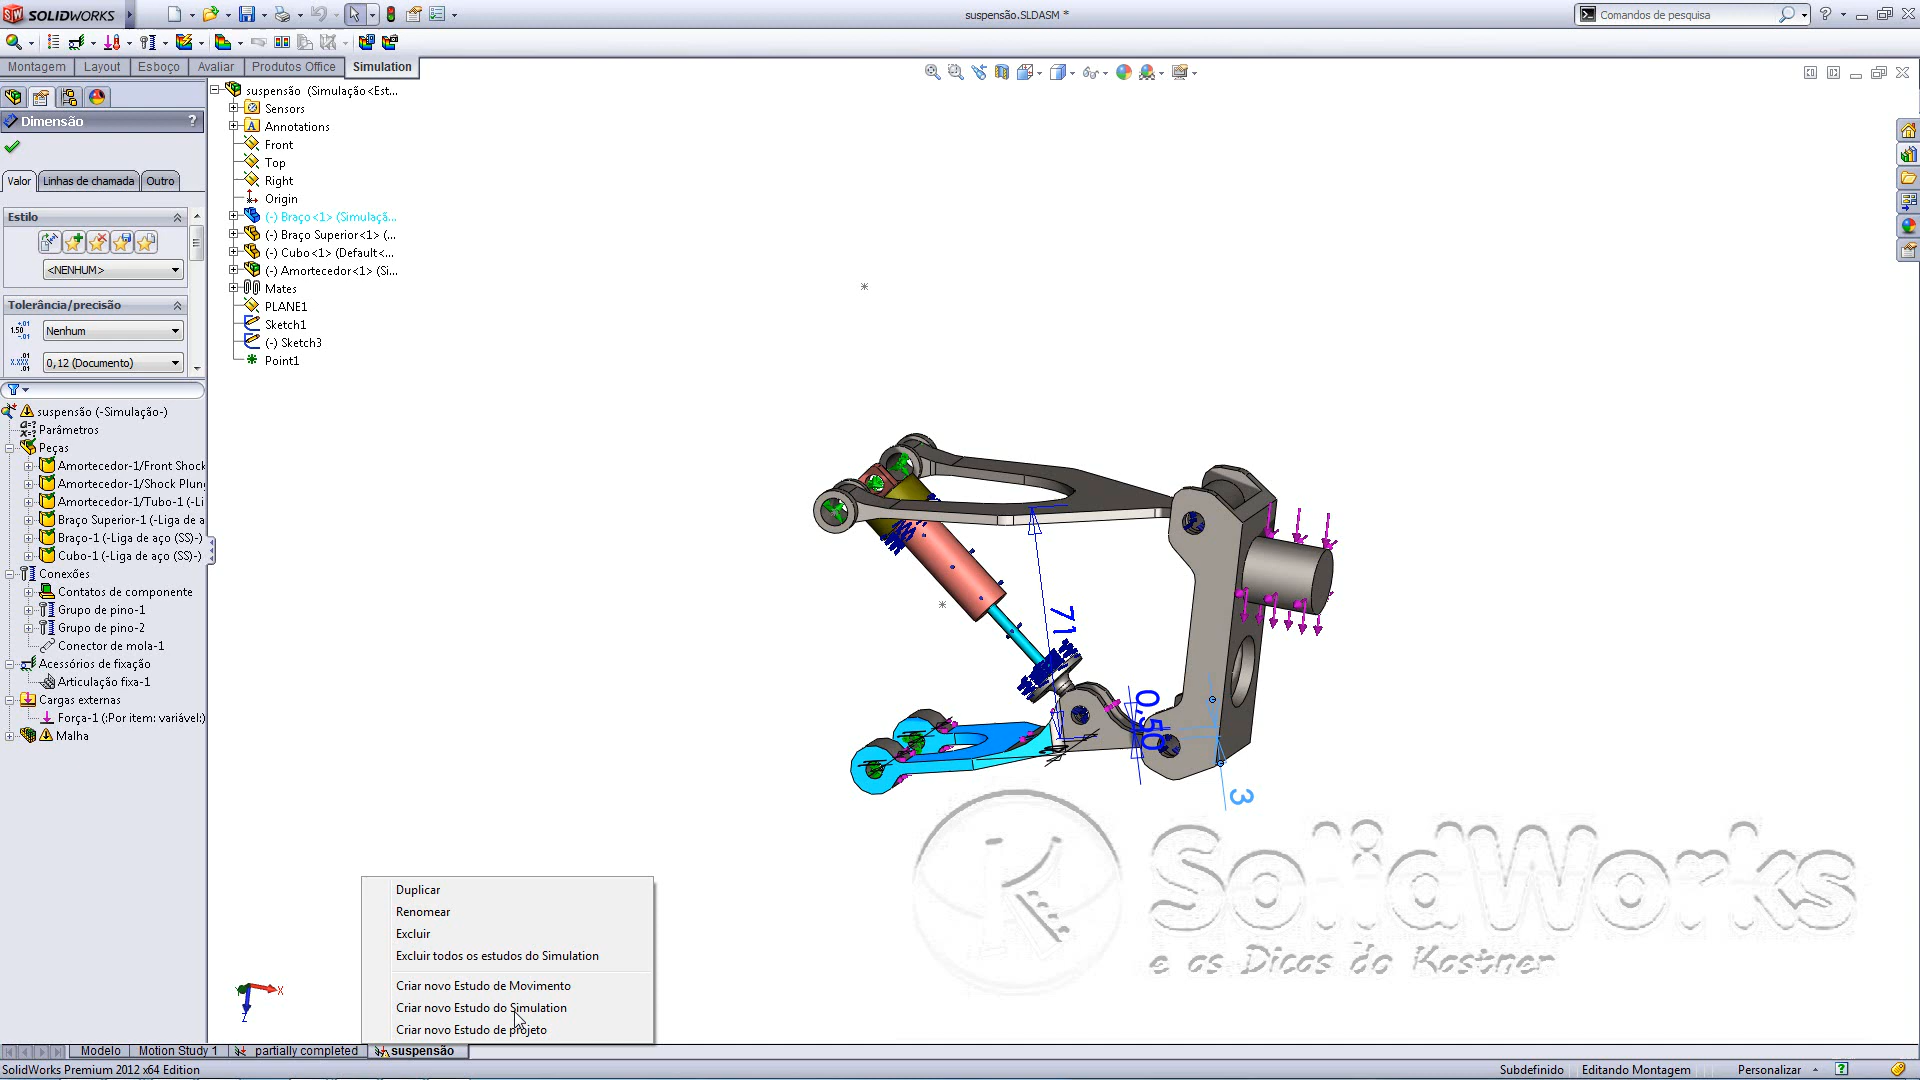 SOLIDWORKS
suspensão.SLDASM *
Comandos de pesquisa
Montagem
Layout
Esboço
Avaliar
Produtos Office
Simulation
Dimensão
?
Valor
Linhas de chamada
Outro
Estilo
<NENHUM>
Tolerância/precisão
Nenhum
0,12 (Documento)
suspensão (Simulação<Est...
Sensors
Annotations
Front
Top
Right
Origin
(-) Braço<1> (Simulaçã...
(-) Braço Superior<1> (...
(-) Cubo<1> (Default<...
(-) Amortecedor<1> (Si...
Mates
PLANE1
Sketch1
(-) Sketch3
Point1
suspensão (-Simulação-)
Parâmetros
Peças
Amortecedor-1/Front Shock
Amortecedor-1/Shock Plun
Amortecedor-1/Tubo-1 (-Li
Braço Superior-1 (-Liga de a
Braço-1 (-Liga de aço (SS)-)
Cubo-1 (-Liga de aço (SS)-)
Conexões
Contatos de componente
Grupo de pino-1
Grupo de pino-2
Conector de mola-1
Acessórios de fixação
Articulação fixa-1
Cargas externas
Força-1 (:Por item: variável:)
Malha
71
0,50
3
SolidWorks
e as Dicas do Kastner
X
Z
Duplicar
Renomear
Excluir
Excluir todos os estudos do Simulation
Criar novo Estudo de Movimento
Criar novo Estudo do Simulation
Criar novo Estudo de projeto
Modelo
Motion Study 1
partially completed
suspensão
SolidWorks Premium 2012 x64 Edition
Subdefinido
Editando Montagem
Personalizar